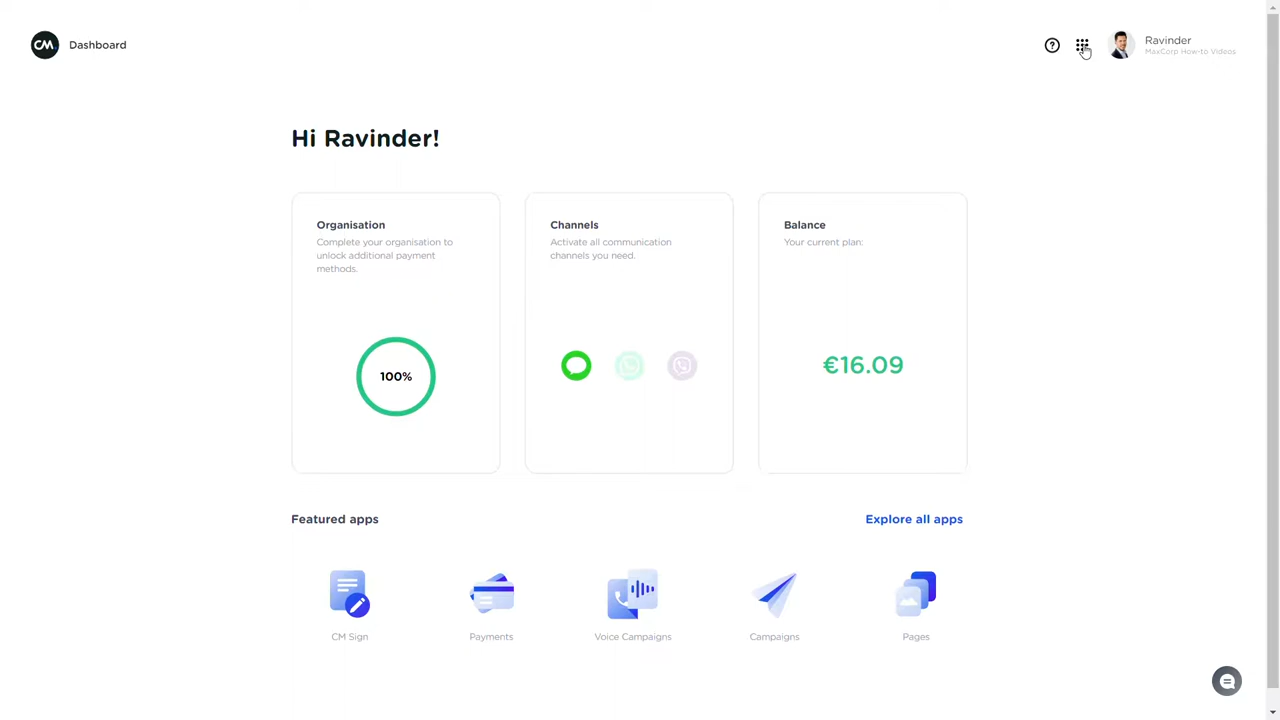 CM. Dashboard
Ravinder
MaxCorp How-to Videos
Hi Ravinder!
Organisation
Complete your organisation to
unlock additional payment
methods.
100%
Channels
Activate all communication
channels you need.
Balance
Your current plan:
€16.09
Featured apps
Explore all apps
CM Sign
Payments
Voice Campaigns
Campaigns
Pages